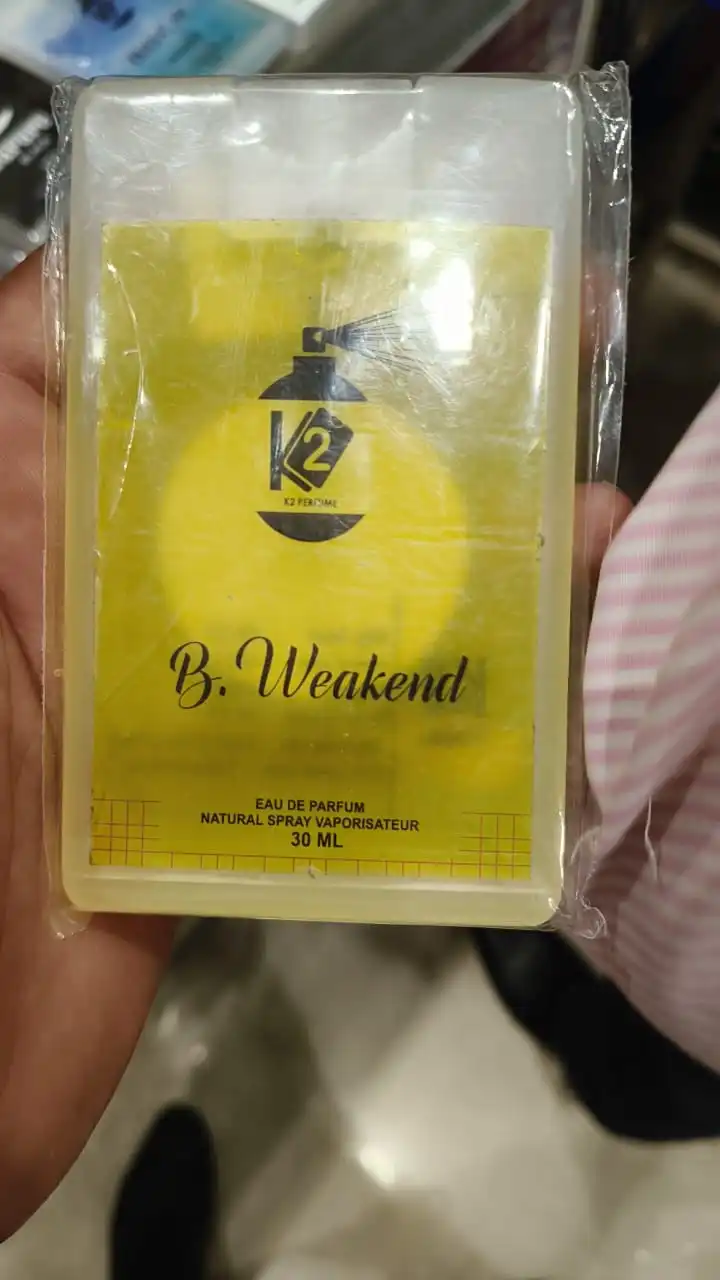 K2
K2 PERFUME
B. Weakend
EAU DE PARFUM
NATURAL SPRAY VAPORISATEUR
30 ML